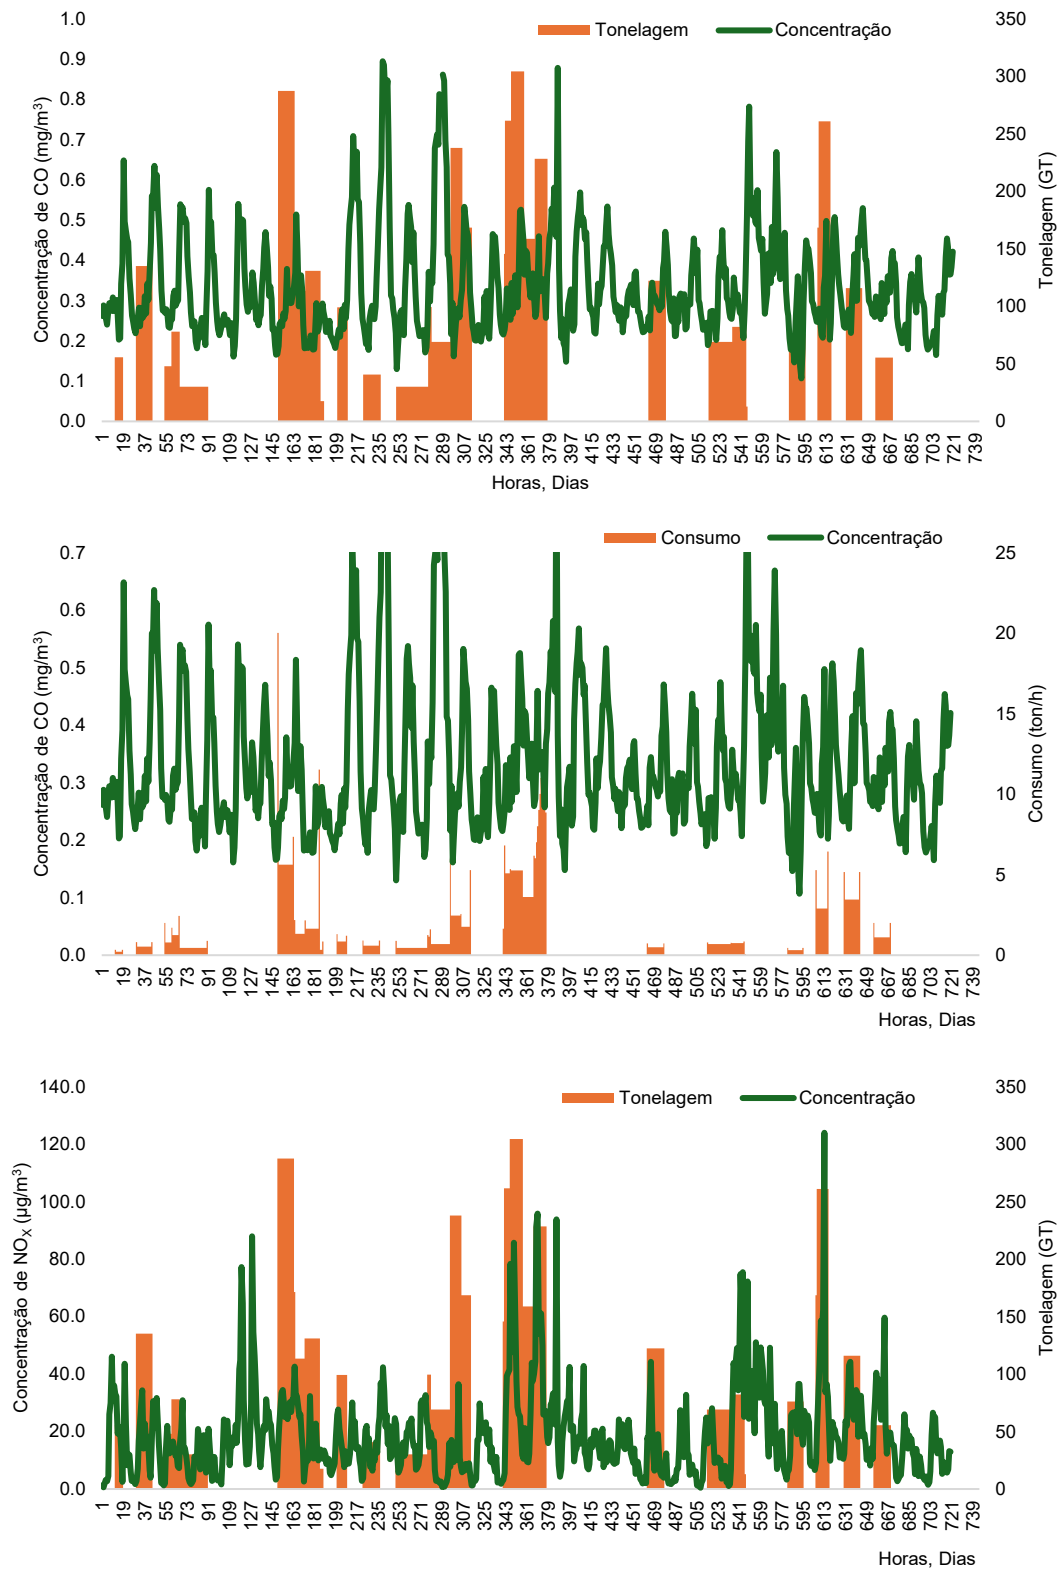 Tonelagem
Concentração
Concentração de CO (mg/m³)
1.0
0.9
0.8
0.7
0.6
0.5
0.4
0.3
0.2
0.1
0.0
350
300
250
200
150
100
50
0
Tonelagem (GT)
1 19 37 55 73 91 109 127 145 163 181 199 217 235 253 271 289 307 325 343 361 379 397 415 433 451 469 487 505 523 541 559 577 595 613 631 649 667 685 703 721 739
Horas, Dias
Consumo
Concentração
Concentração de CO (mg/m³)
0.7
0.6
0.5
0.4
0.3
0.2
0.1
0.0
25
20
15
10
5
0
Consumo (ton/h)
1 19 37 55 73 91 109 127 145 163 181 199 217 235 253 271 289 307 325 343 361 379 397 415 433 451 469 487 505 523 541 559 577 595 613 631 649 667 685 703 721 739
Horas, Dias
Tonelagem
Concentração
Concentração de NOₓ (µg/m³)
140.0
120.0
100.0
80.0
60.0
40.0
20.0
0.0
350
300
250
200
150
100
50
0
Tonelagem (GT)
1 19 37 55 73 91 109 127 145 163 181 199 217 235 253 271 289 307 325 343 361 379 397 415 433 451 469 487 505 523 541 559 577 595 613 631 649 667 685 703 721 739
Horas, Dias